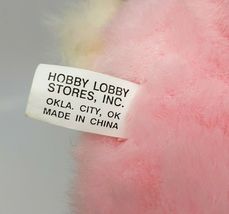 HOBBY LOBBY
STORES, INC.
OKLA. CITY, OK
MADE IN CHINA